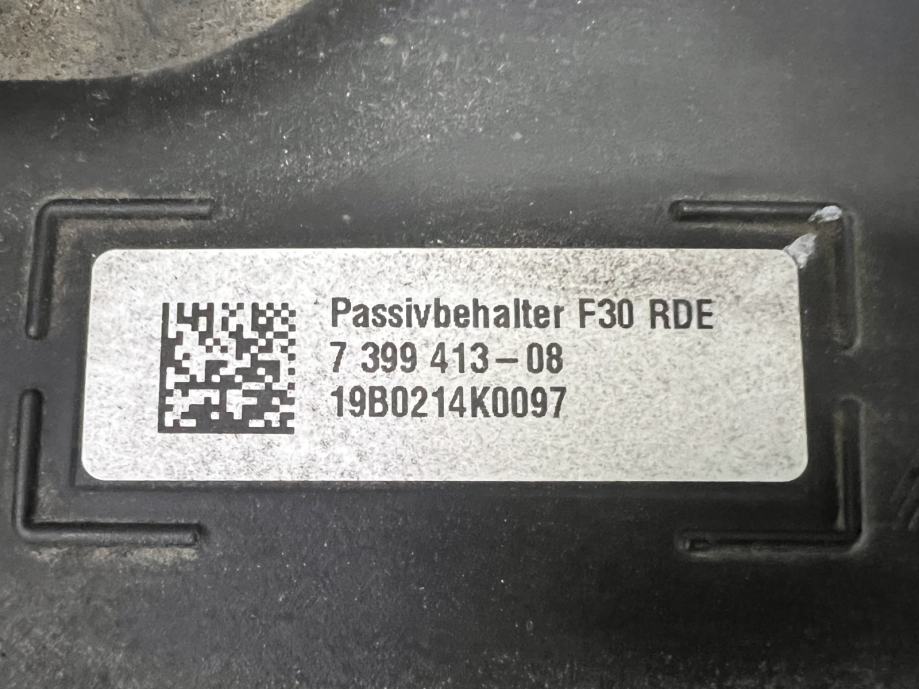 Passivbehalter F30 RDE
7 399 413-08
19B0214K0097